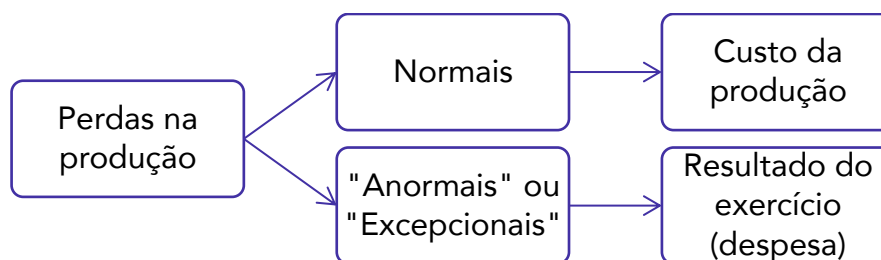 Perdas na
produção
Normais
Custo da
produção
"Anormais" ou
"Excepcionais"
Resultado do
exercício
(despesa)